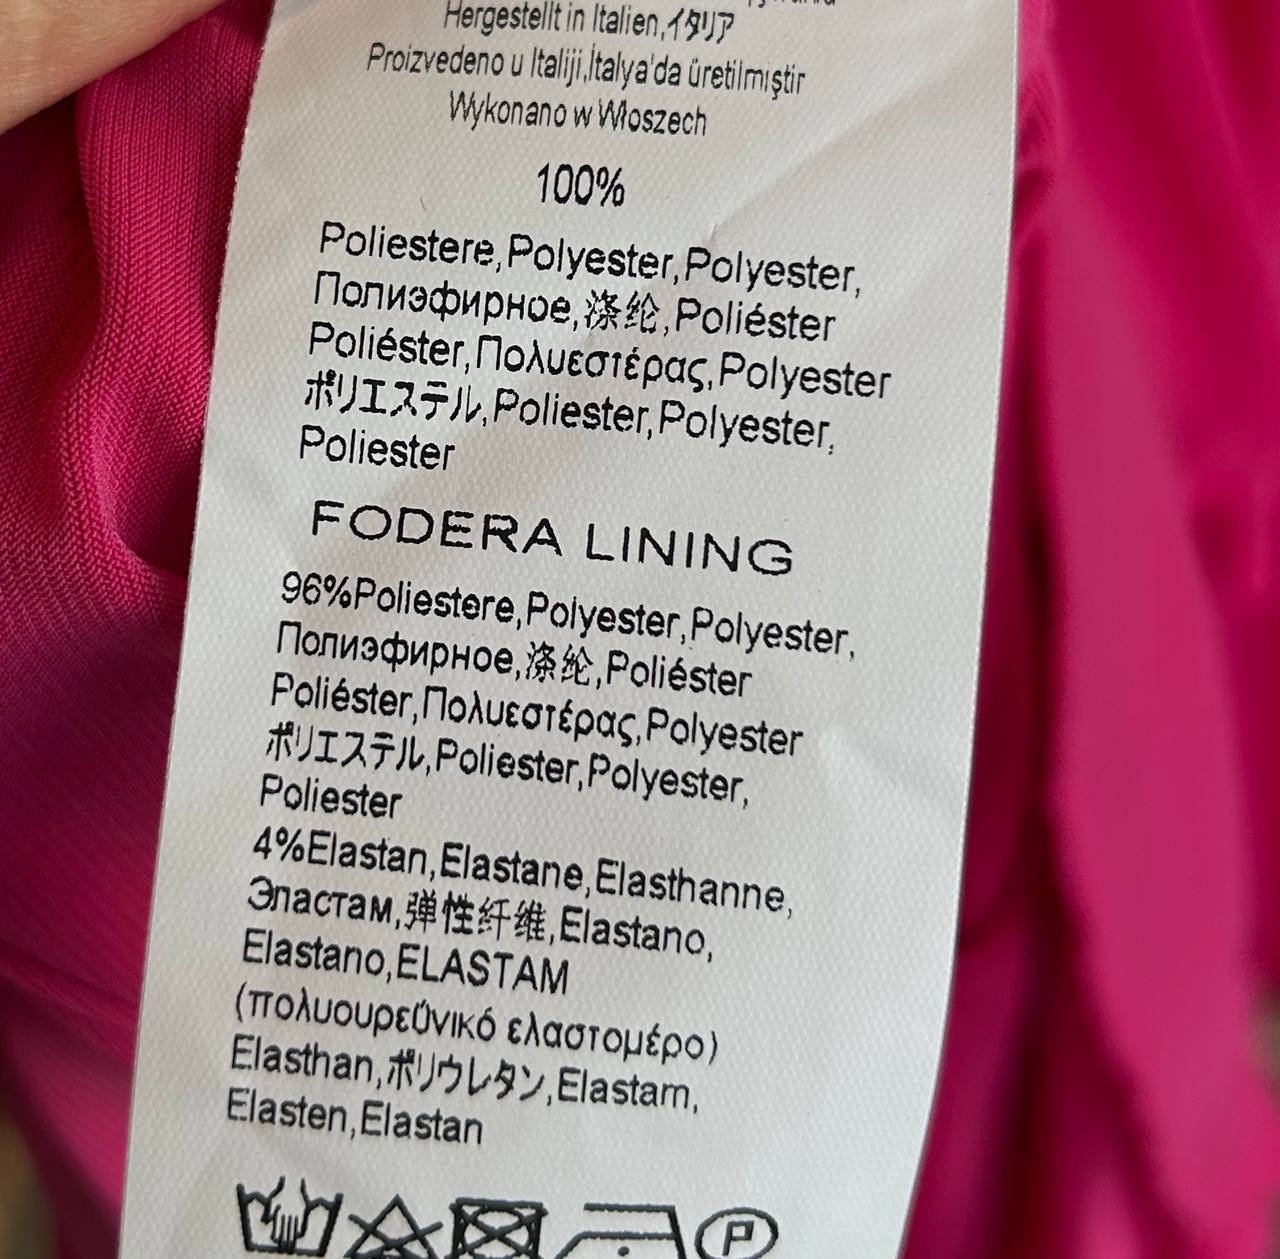 Hergestellt in Italien,イタリア
Proizvedeno u Italiji,İtalya'da üretilmiştir
Wykonano w Włoszech
100%
Poliestere,Polyester,Polyester,
Полиэфирное,涤纶,Poliéster
Poliéster,Πολυεστέρας,Polyester
ポリエステル,Poliester,Polyester,
Poliester
FODERA LINING
96%Poliestere,Polyester,Polyester,
Полиэфирное,涤纶,Poliéster
Poliéster,Πολυεστέρας,Polyester
ポリエステル,Poliester,Polyester,
Poliester
4%Elastan,Elastane,Elasthanne,
Эластам,弹性纤维,Elastano,
Elastano,ELASTAM
(πολυουρεΰνικό ελαστομέρο)
Elasthan,ポリウレタン,Elastam,
Elasten,Elastan
P